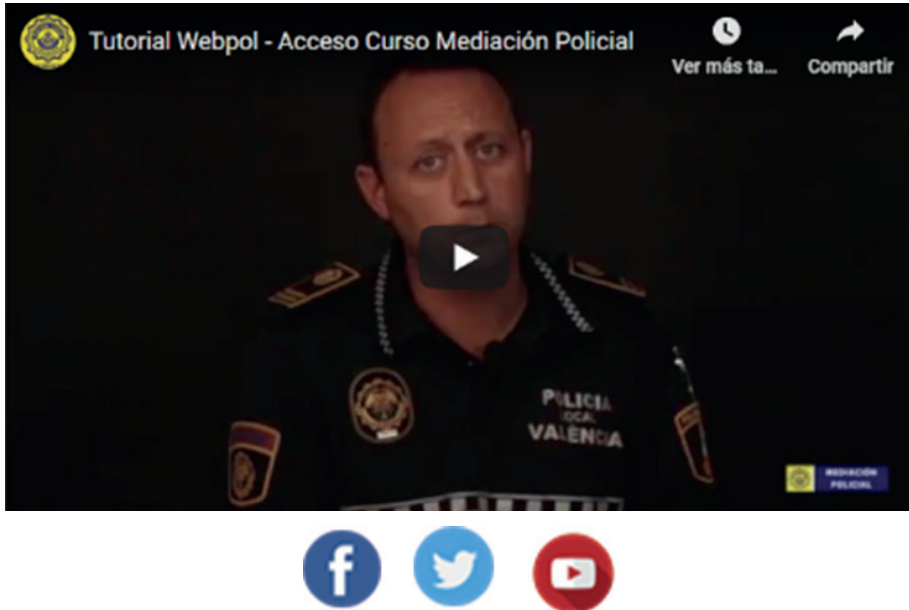 Tutorial Webpol - Acceso Curso Mediación Policial
Ver más ta...
Compartir
POLICIA
LOCAL
VALÈNCIA
MEDIACIÓN
POLICIAL